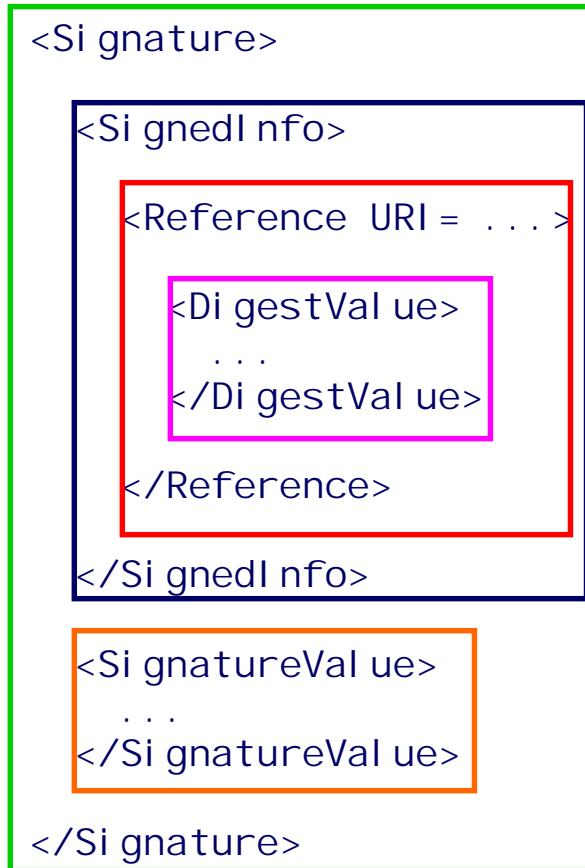 <Signature>
<SignedInfo>
<Reference URI= ...>
<DigestValue>
...
</DigestValue>
</Reference>
</SignedInfo>
<SignatureValue>
...
</SignatureValue>
</Signature>